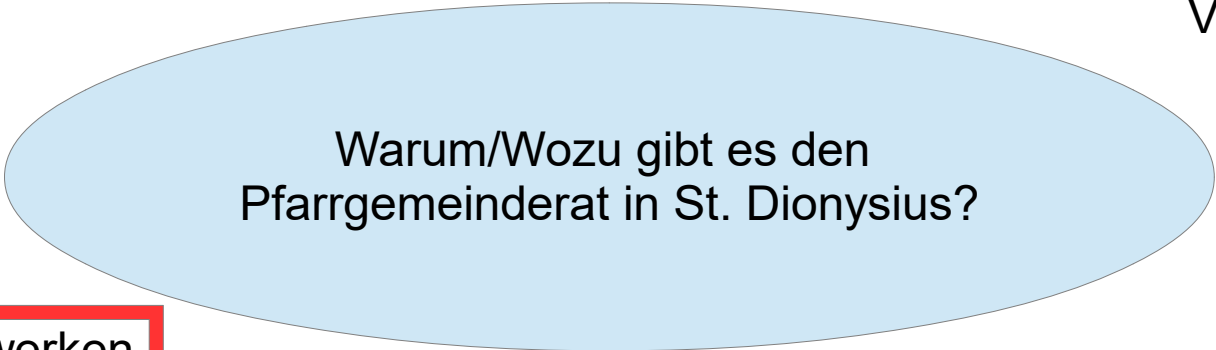 Warum/Wozu gibt es den
Pfarrgemeinderat in St. Dionysius?